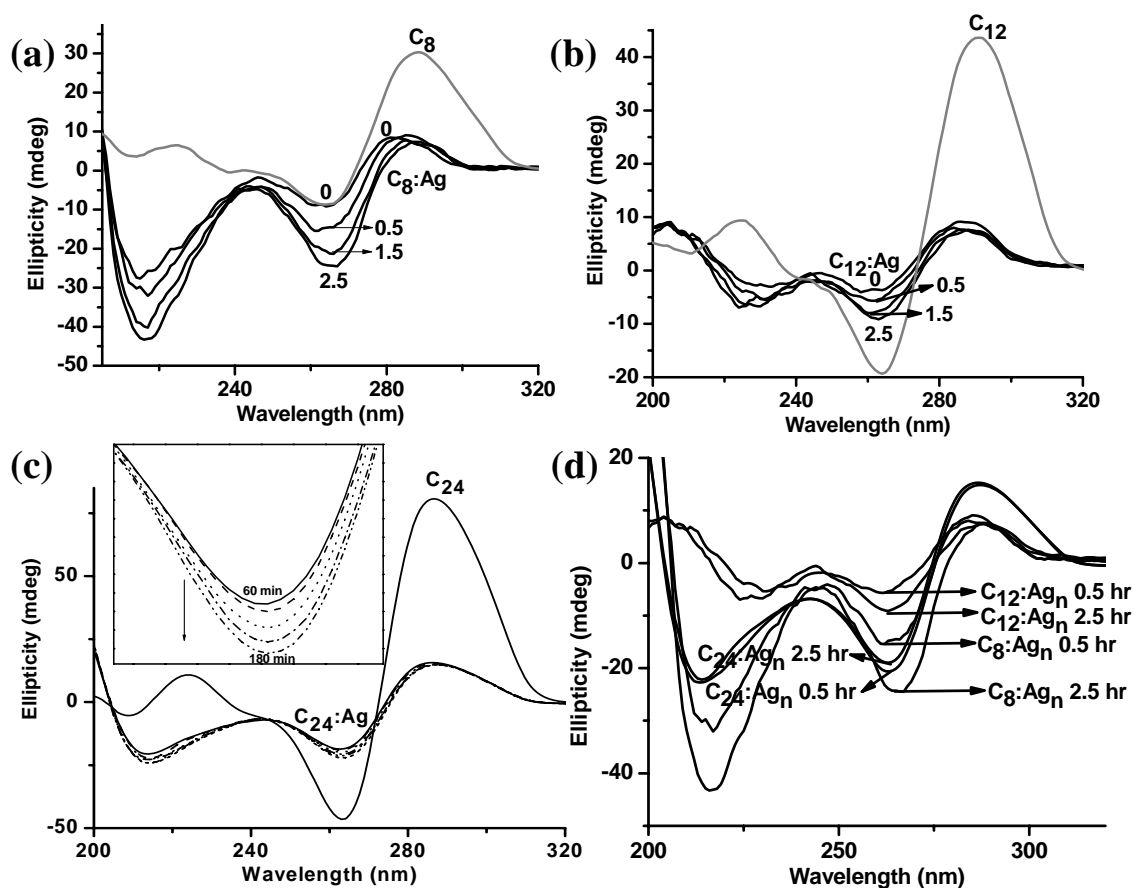 (a)
C8
30
20
10
0
-10
-20
-30
-40
-50
Ellipticity (mdeg)
0
0
C8:Ag
0.5
1.5
2.5
240
280
320
Wavelength (nm)
(b)
C12
40
30
20
10
0
-10
-20
Ellipticity (mdeg)
C12:Ag
0
0.5
1.5
2.5
200
220
240
260
280
300
320
Wavelength (nm)
(c)
C24
50
0
-50
Ellipticity (mdeg)
60 min
180 min
C24:Ag
200
240
280
320
Wavelength (nm)
(d)
20
0
-20
-40
Ellipticity (mdeg)
C12:Agn 0.5 hr
C12:Agn 2.5 hr
C8:Agn 0.5 hr
C24:Agn 2.5 hr
C24:Agn 0.5 hr
C8:Agn 2.5 hr
200
250
300
Wavelength (nm)